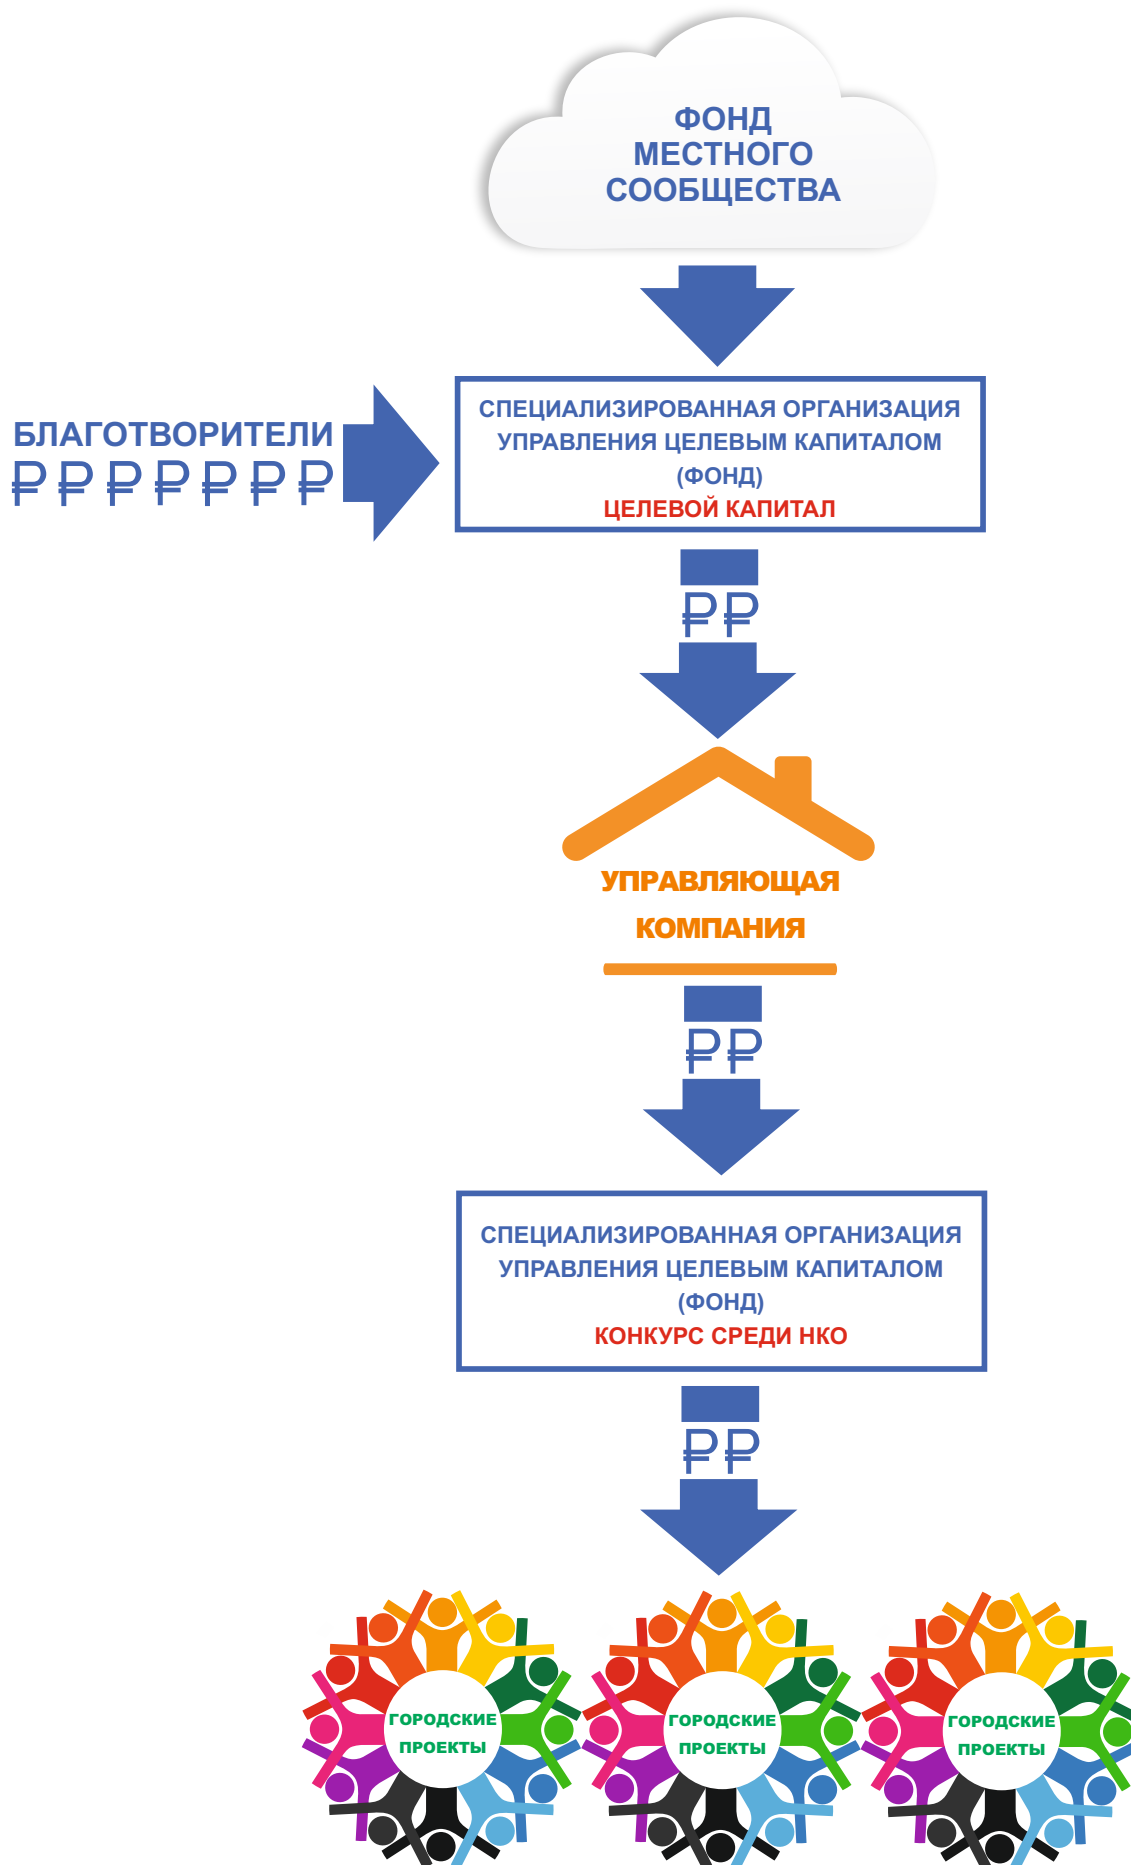 ФОНД
МЕСТНОГО
СООБЩЕСТВА
БЛАГОТВОРИТЕЛИ
₽₽₽₽₽₽₽
СПЕЦИАЛИЗИРОВАННАЯ ОРГАНИЗАЦИЯ
УПРАВЛЕНИЯ ЦЕЛЕВЫМ КАПИТАЛОМ
(ФОНД)
ЦЕЛЕВОЙ КАПИТАЛ
₽₽
УПРАВЛЯЮЩАЯ
КОМПАНИЯ
₽₽
СПЕЦИАЛИЗИРОВАННАЯ ОРГАНИЗАЦИЯ
УПРАВЛЕНИЯ ЦЕЛЕВЫМ КАПИТАЛОМ
(ФОНД)
КОНКУРС СРЕДИ НКО
₽₽
ГОРОДСКИЕ
ПРОЕКТЫ
ГОРОДСКИЕ
ПРОЕКТЫ
ГОРОДСКИЕ
ПРОЕКТЫ